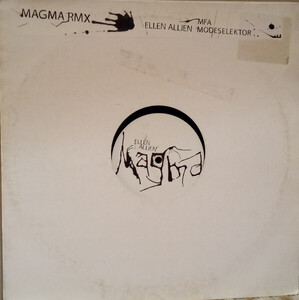 MAGMA RMX
MFA
ELLEN ALLIEN MODESELEKTOR
ELLEN
ALLIEN
Magma